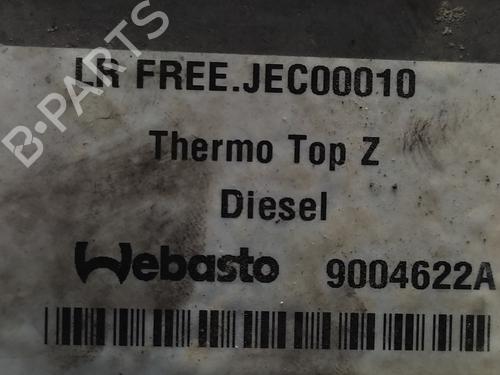 LR FREE.JEC00010
B-PARTS
Thermo Top Z
Diesel
Webasto 9004622A